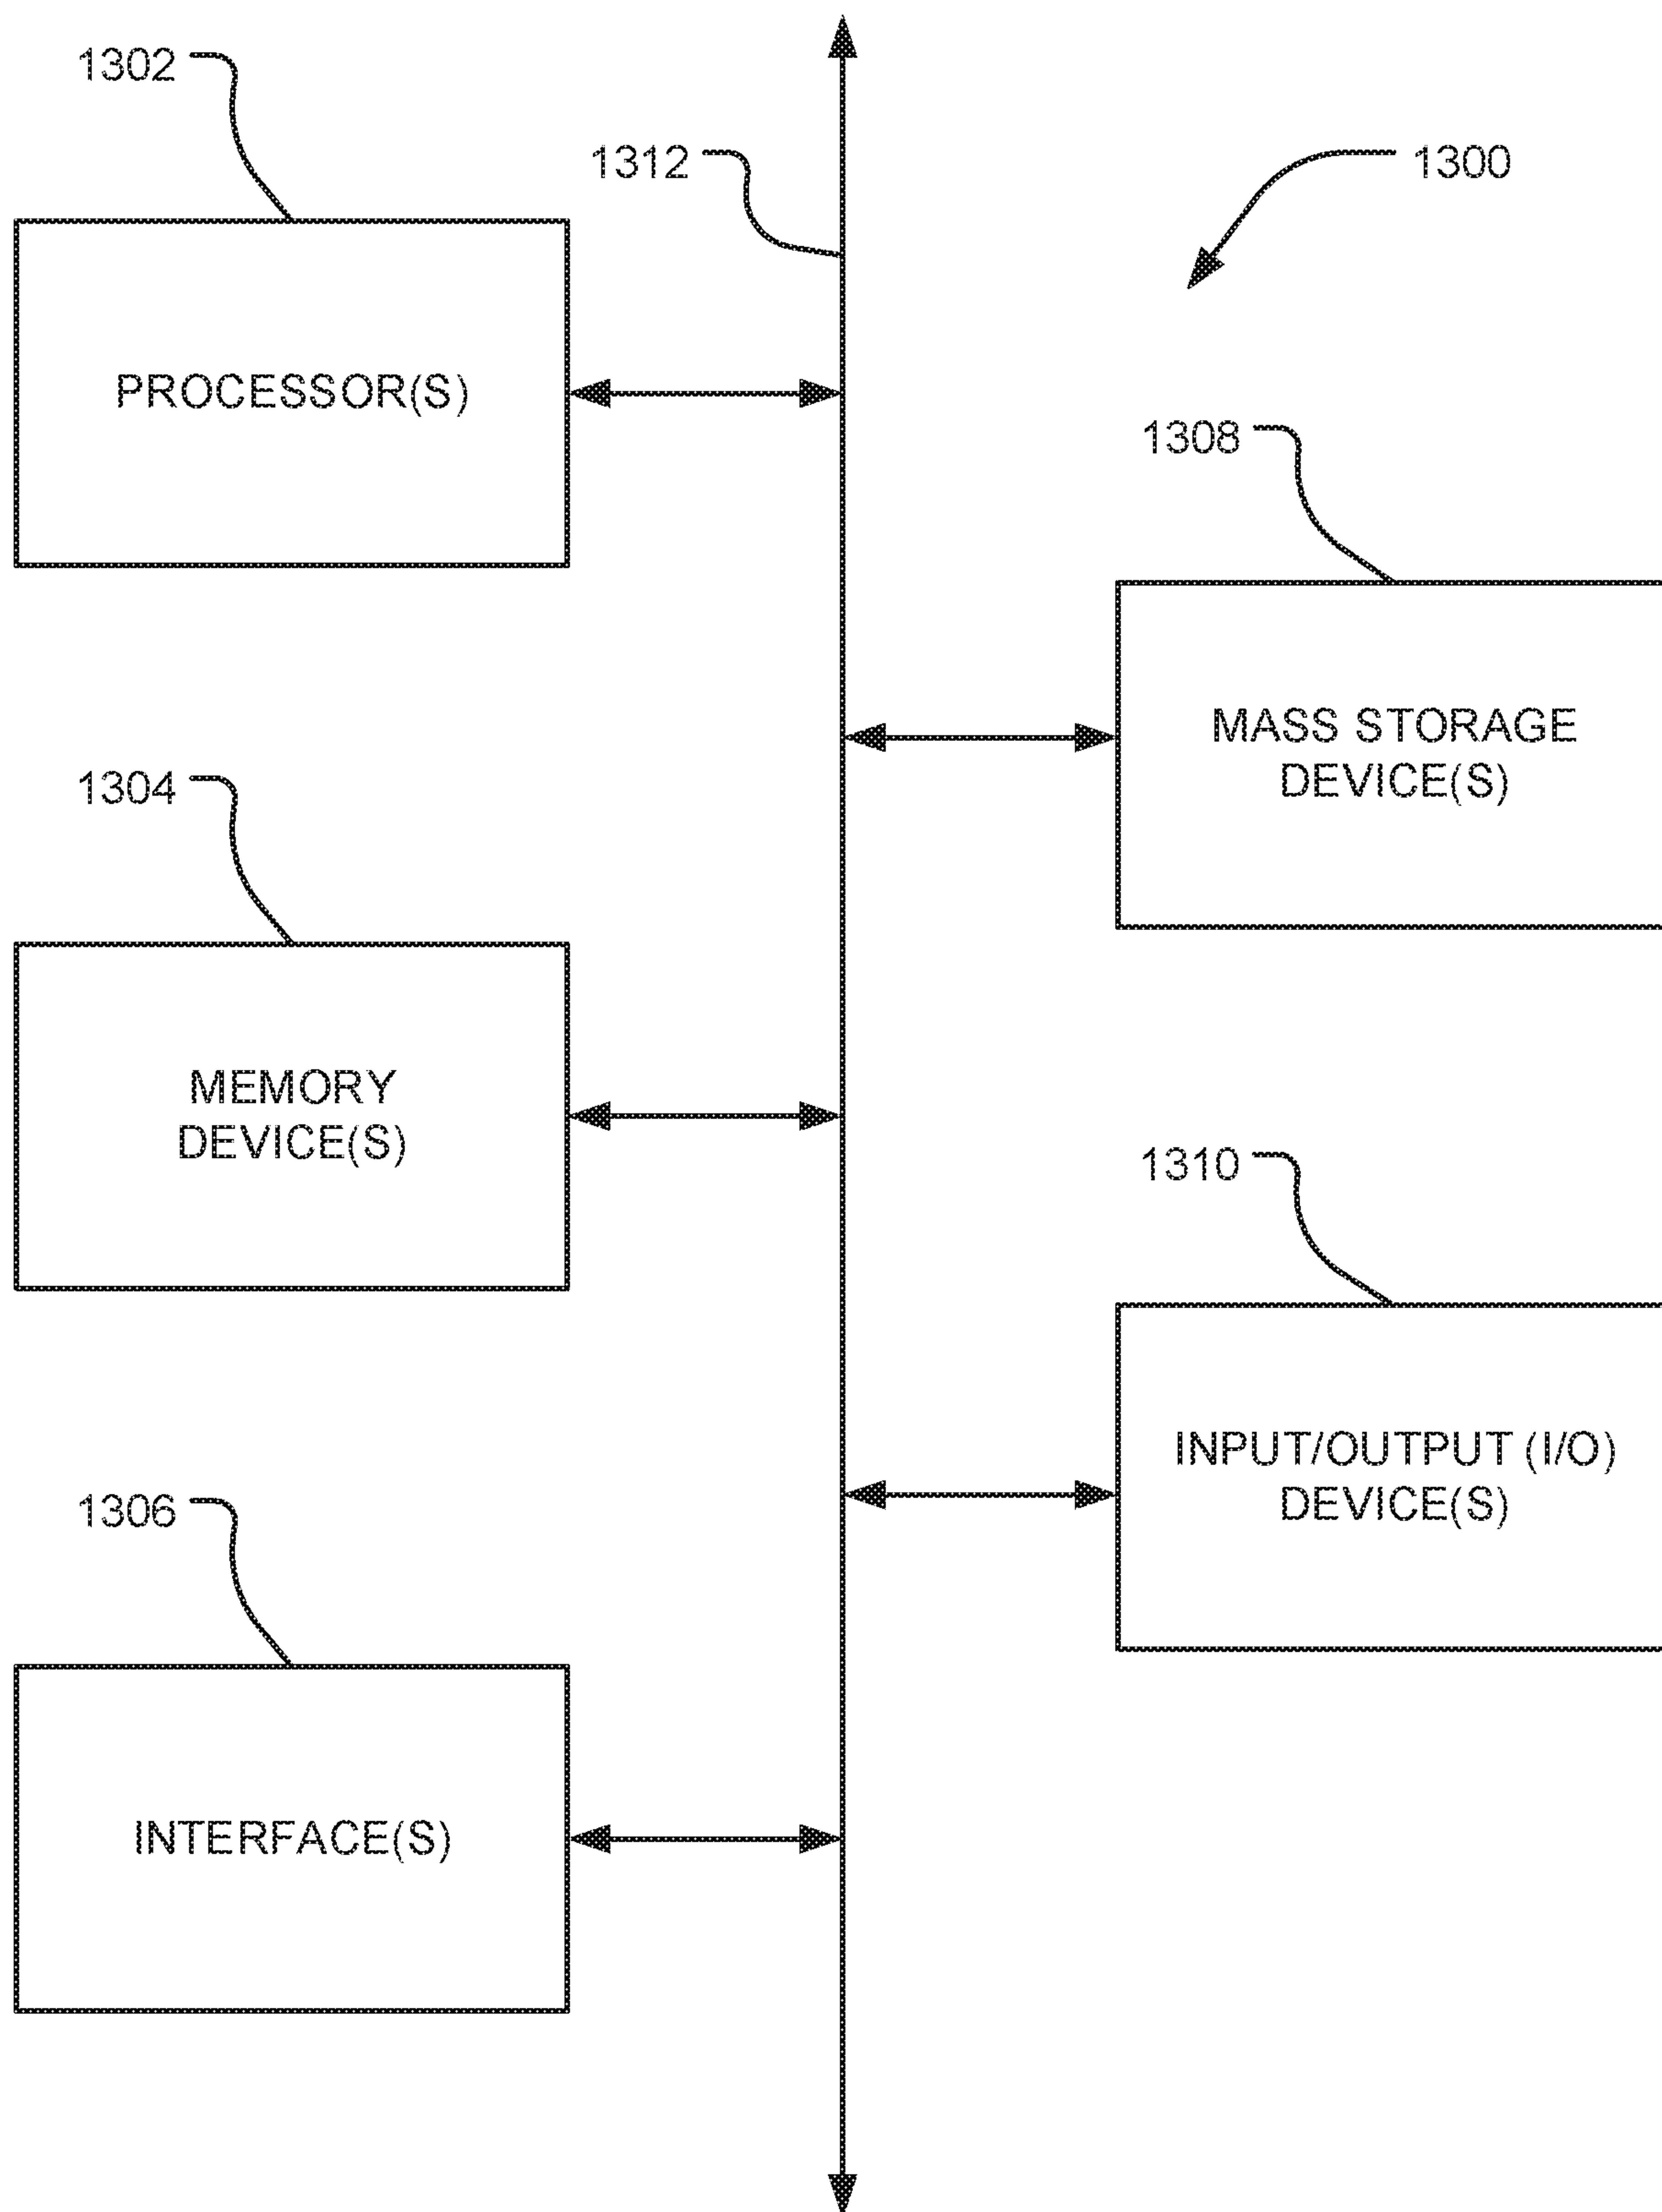 1302
1312
1300
PROCESSOR(S)
1308
MASS STORAGE
DEVICE(S)
1304
MEMORY
DEVICE(S)
1310
INPUT/OUTPUT (I/O)
DEVICE(S)
1306
INTERFACE(S)